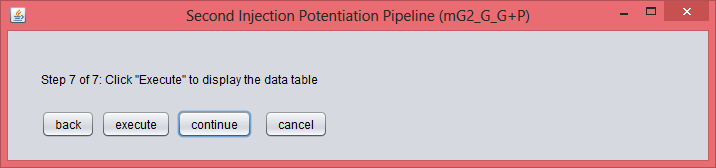 Second Injection Potentiation Pipeline (mG2_G_G+P)
Step 7 of 7: Click "Execute" to display the data table
back execute continue cancel